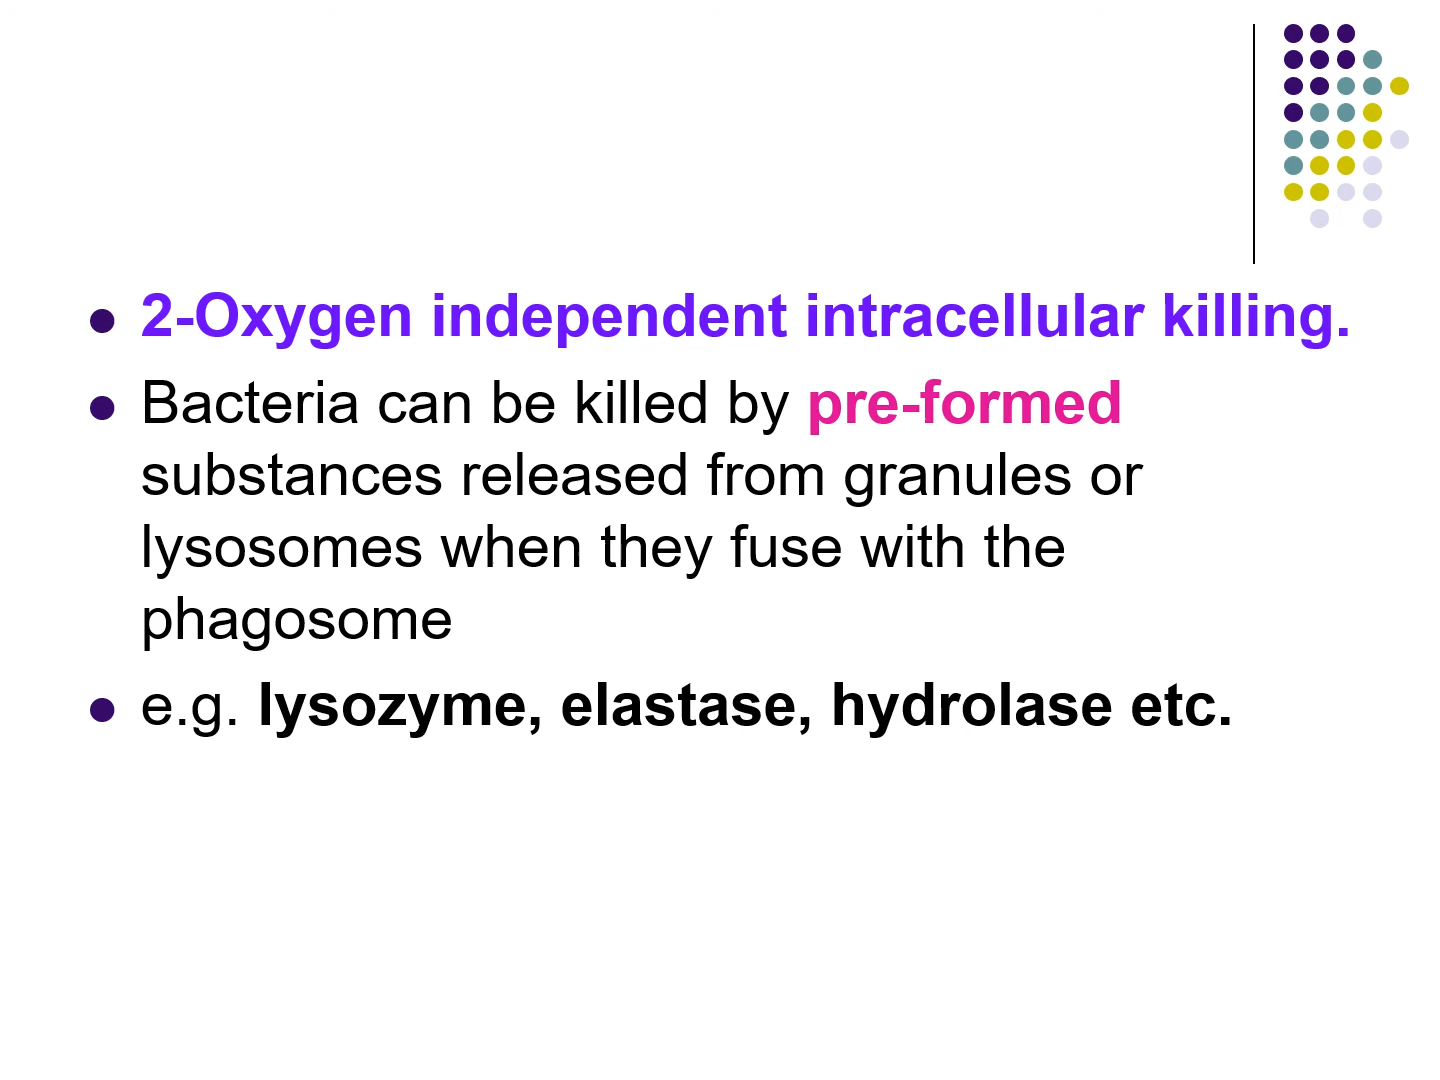 2-Oxygen independent intracellular killing.
Bacteria can be killed by pre-formed
substances released from granules or
lysosomes when they fuse with the
phagosome
e.g. lysozyme, elastase, hydrolase etc.